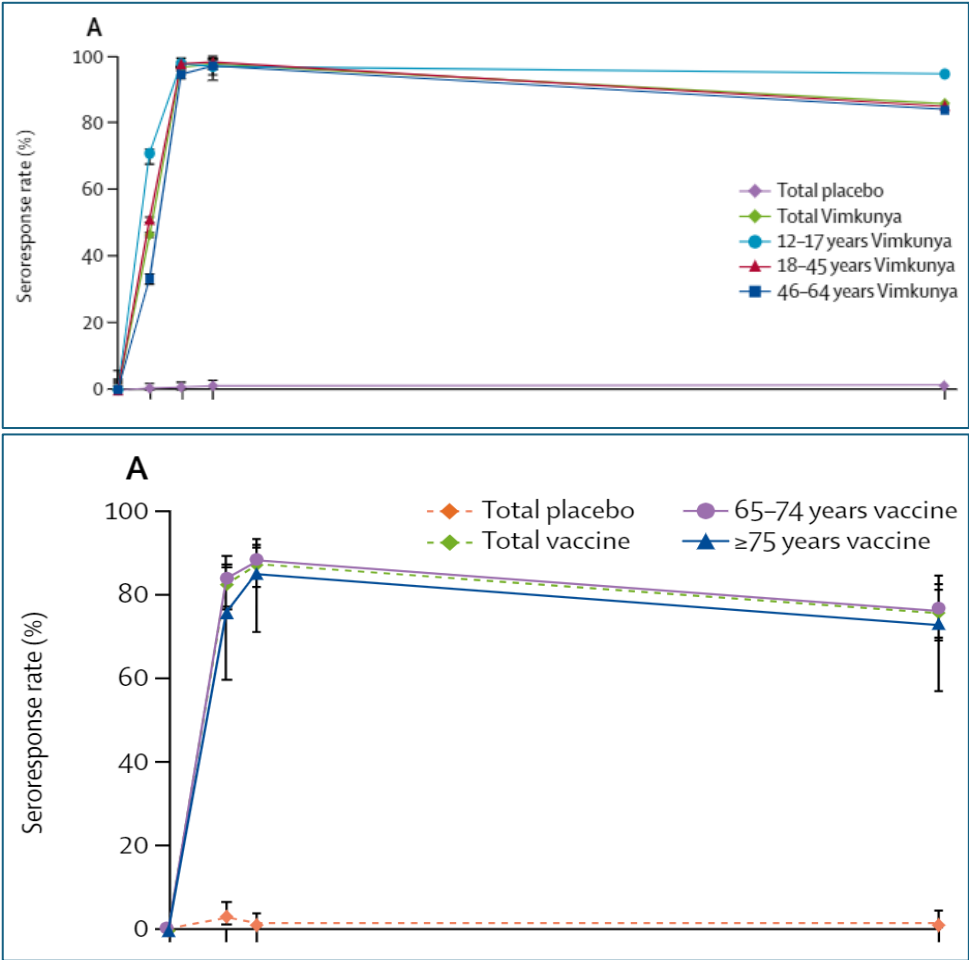 A
100
80
60
40
20
0
Seroresponse rate (%)
Total placebo
Total Vimkunya
12–17 years Vimkunya
18–45 years Vimkunya
46–64 years Vimkunya
A
100
80
60
40
20
0
Seroresponse rate (%)
Total placebo
Total vaccine
65–74 years vaccine
≥75 years vaccine